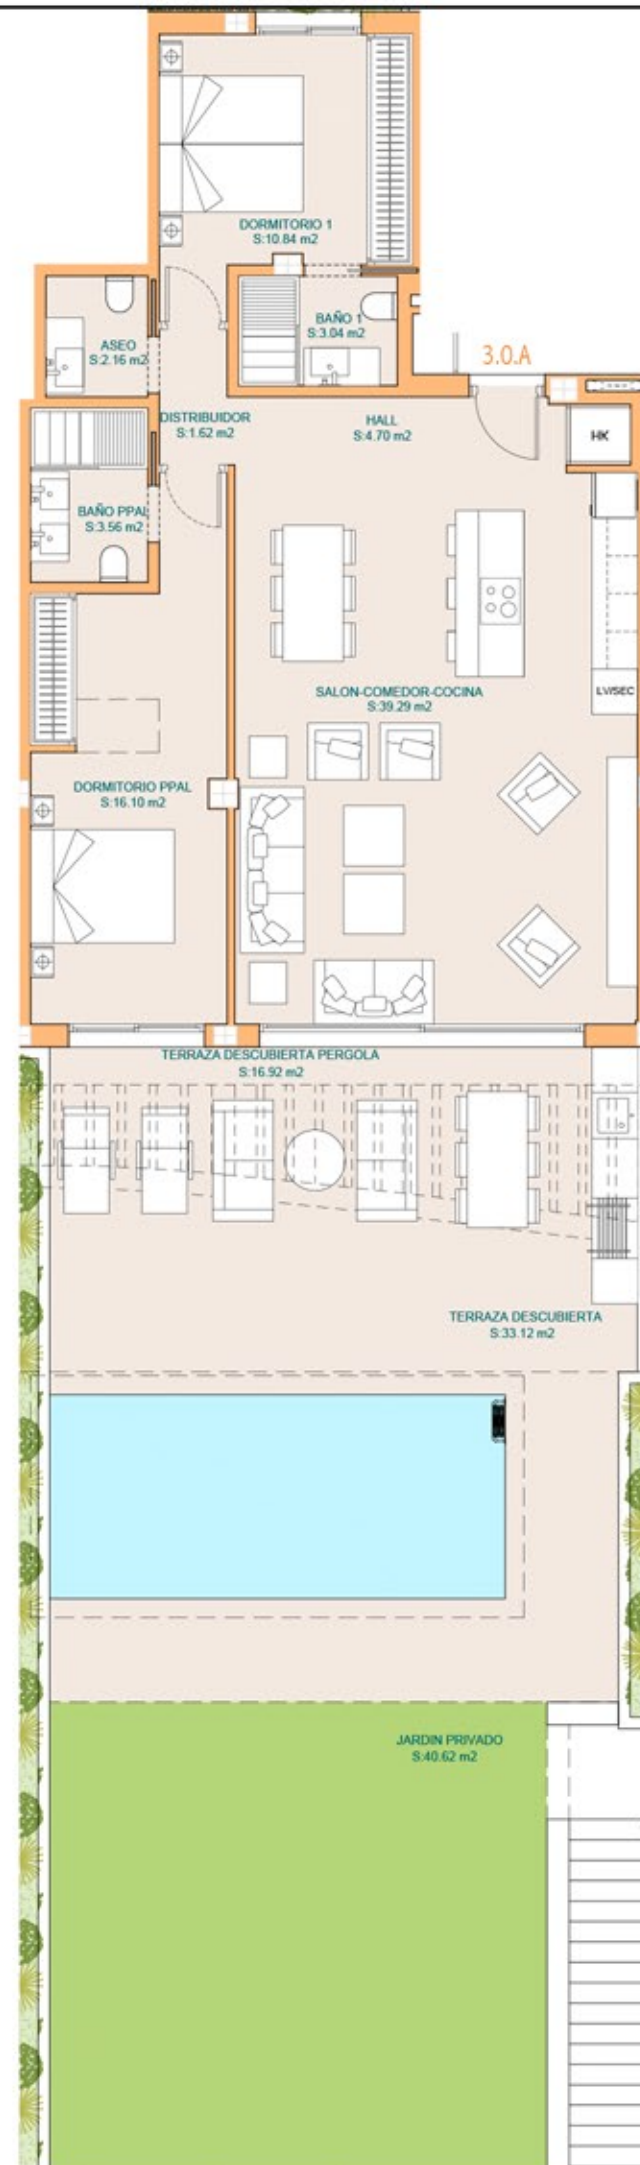 DORMITORIO 1
S:10.84 m2
BAÑO 1
S:3.04 m2
ASEO
S:2.16 m2
3.0.A
DISTRIBUIDOR
S:1.62 m2
HALL
S:4.70 m2
HK
BAÑO PPAL
S:3.56 m2
SALON-COMEDOR-COCINA
S:39.29 m2
LV/SEC
DORMITORIO PPAL
S:16.10 m2
TERRAZA DESCUBIERTA PERGOLA
S:16.92 m2
TERRAZA DESCUBIERTA
S:33.12 m2
JARDIN PRIVADO
S:40.62 m2